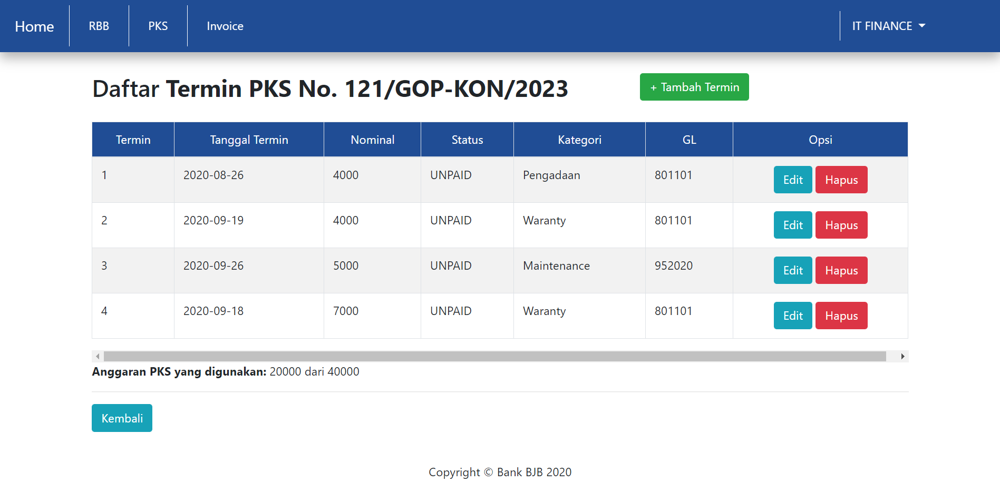 Home RBB PKS Invoice IT FINANCE
Daftar Termin PKS No. 121/GOP-KON/2023 + Tambah Termin
Termin Tanggal Termin Nominal Status Kategori GL Opsi
1 2020-08-26 4000 UNPAID Pengadaan 801101 Edit Hapus
2 2020-09-19 4000 UNPAID Waranty 801101 Edit Hapus
3 2020-09-26 5000 UNPAID Maintenance 952020 Edit Hapus
4 2020-09-18 7000 UNPAID Waranty 801101 Edit Hapus
Anggaran PKS yang digunakan: 20000 dari 40000
Kembali
Copyright © Bank BJB 2020